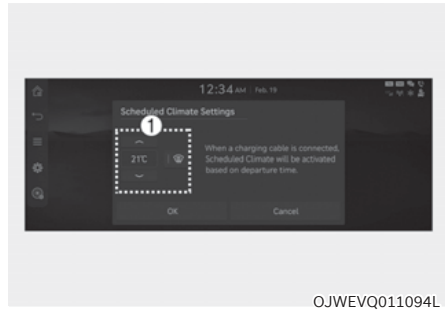 12:34 AM Feb. 19
Scheduled Climate Settings
1
21°C
When a charging cable is connected,
Scheduled Climate will be activated
based on departure time.
OK
Cancel
OJWEVQ011094L